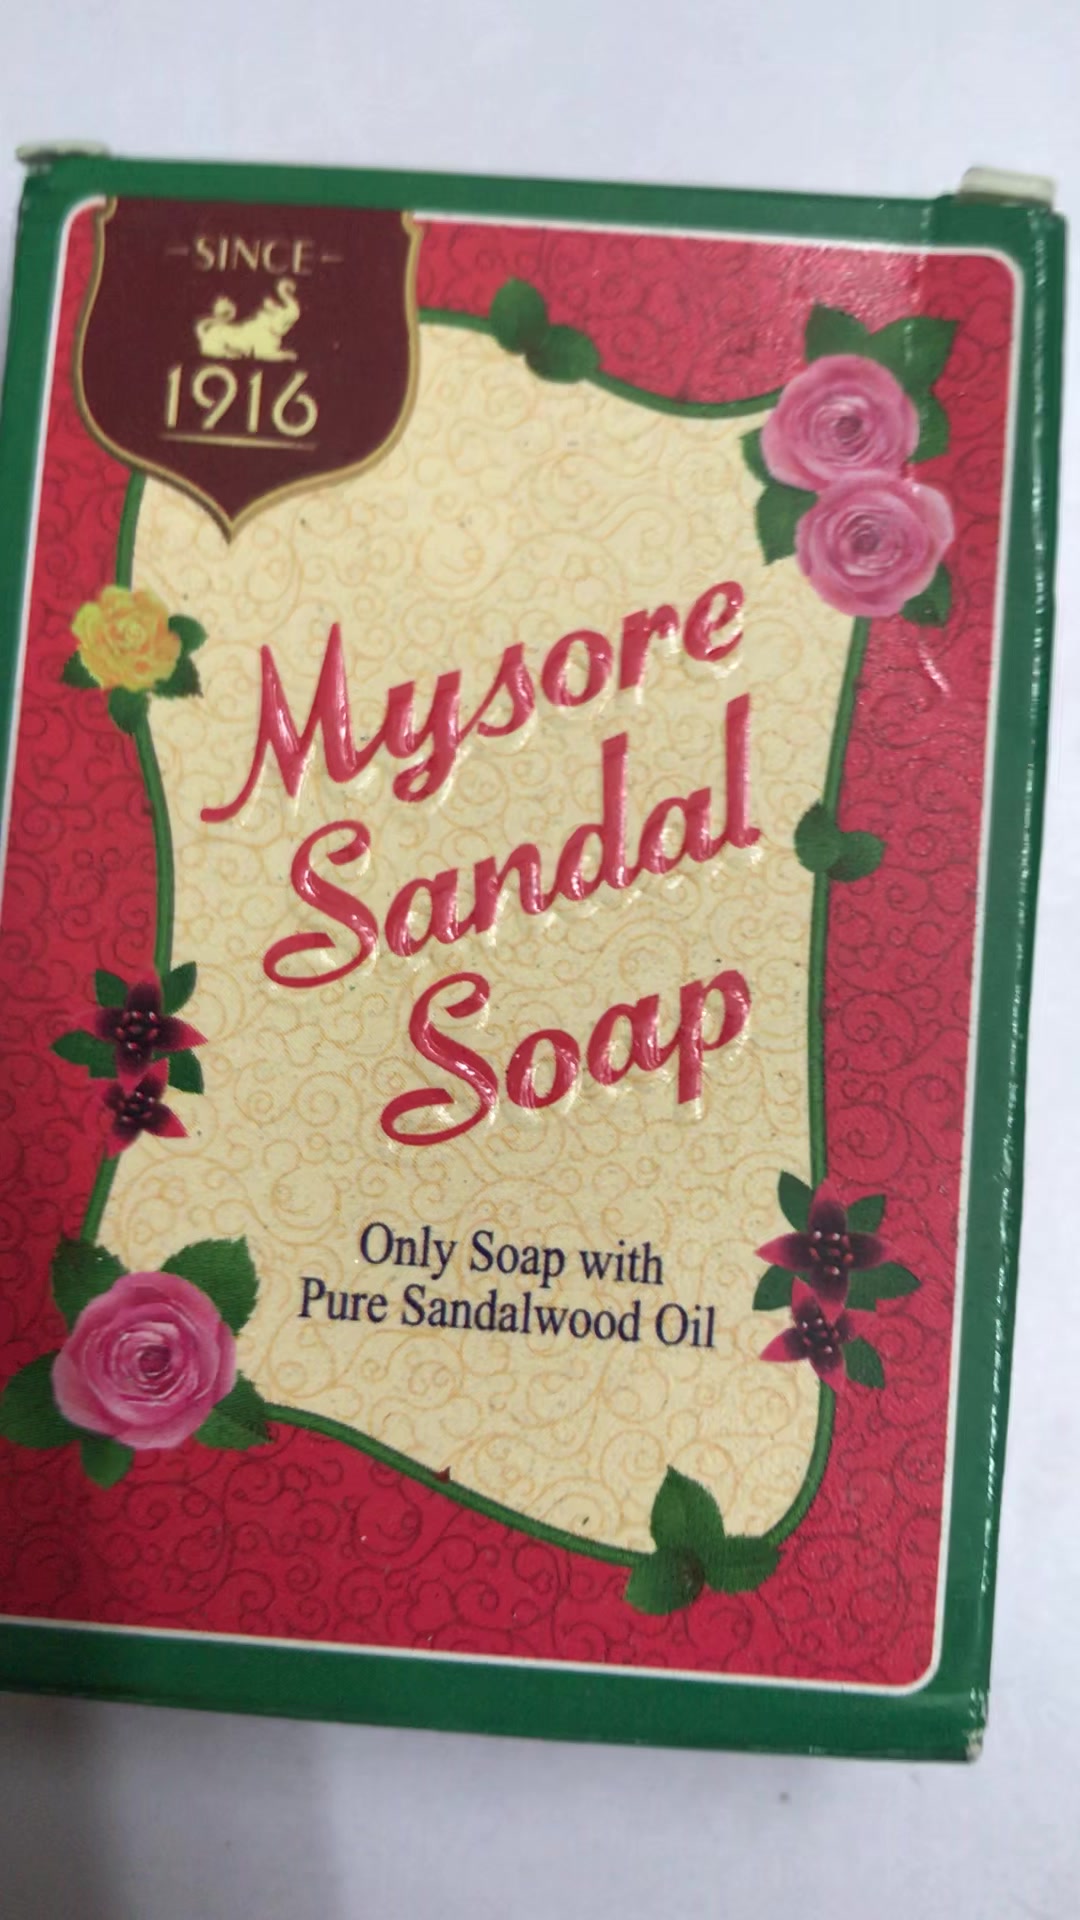 -SINCE-
1916
Mysore
Sandal
Soap
Only Soap with
Pure Sandalwood Oil